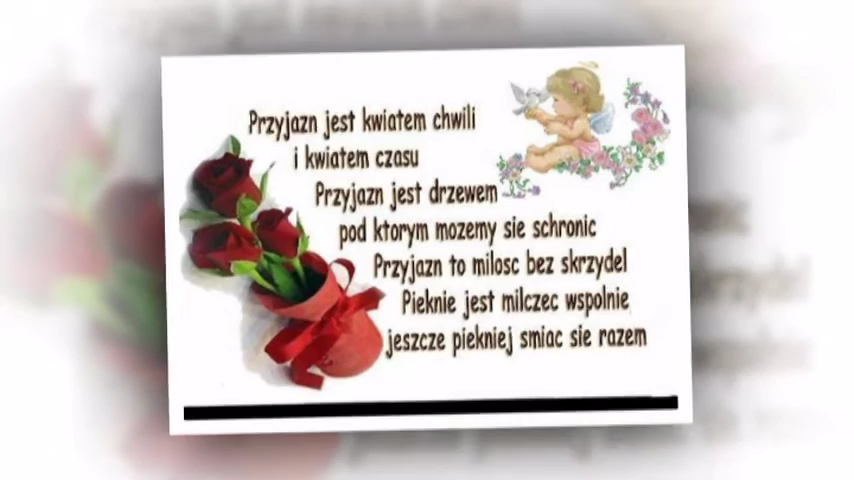 Przyjazn jest kwiatem chwili
i kwiatem czasu
Przyjazn jest drzewem
pod ktorym mozemy sie schronic
Przyjazn to milosc bez skrzydel
Pieknie jest milczec wspolnie
jeszcze piekniej smiac sie razem